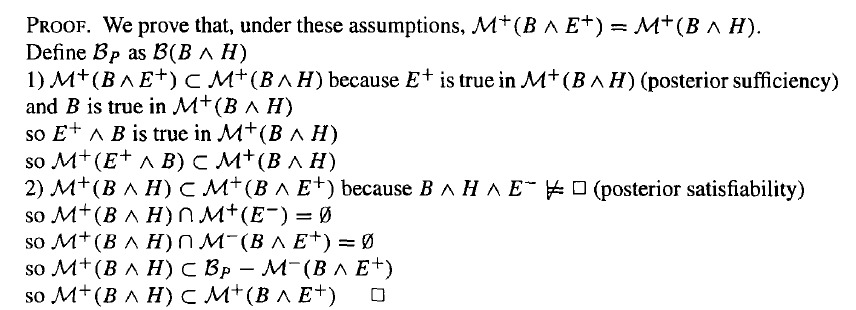 PROOF. We prove that, under these assumptions, ℳ⁺(B ∧ E⁺) = ℳ⁺(B ∧ H).
Define ℬ_P as ℬ(B ∧ H)
1) ℳ⁺(B ∧ E⁺) ⊂ ℳ⁺(B ∧ H) because E⁺ is true in ℳ⁺(B ∧ H) (posterior sufficiency)
and B is true in ℳ⁺(B ∧ H)
so E⁺ ∧ B is true in ℳ⁺(B ∧ H)
so ℳ⁺(E⁺ ∧ B) ⊂ ℳ⁺(B ∧ H)
2) ℳ⁺(B ∧ H) ⊂ ℳ⁺(B ∧ E⁺) because B ∧ H ∧ E⁻ ⊭ □ (posterior satisfiability)
so ℳ⁺(B ∧ H) ∩ ℳ⁺(E⁻) = ∅
so ℳ⁺(B ∧ H) ∩ ℳ⁻(B ∧ E⁺) = ∅
so ℳ⁺(B ∧ H) ⊂ ℬ_P − ℳ⁻(B ∧ E⁺)
so ℳ⁺(B ∧ H) ⊂ ℳ⁺(B ∧ E⁺) □